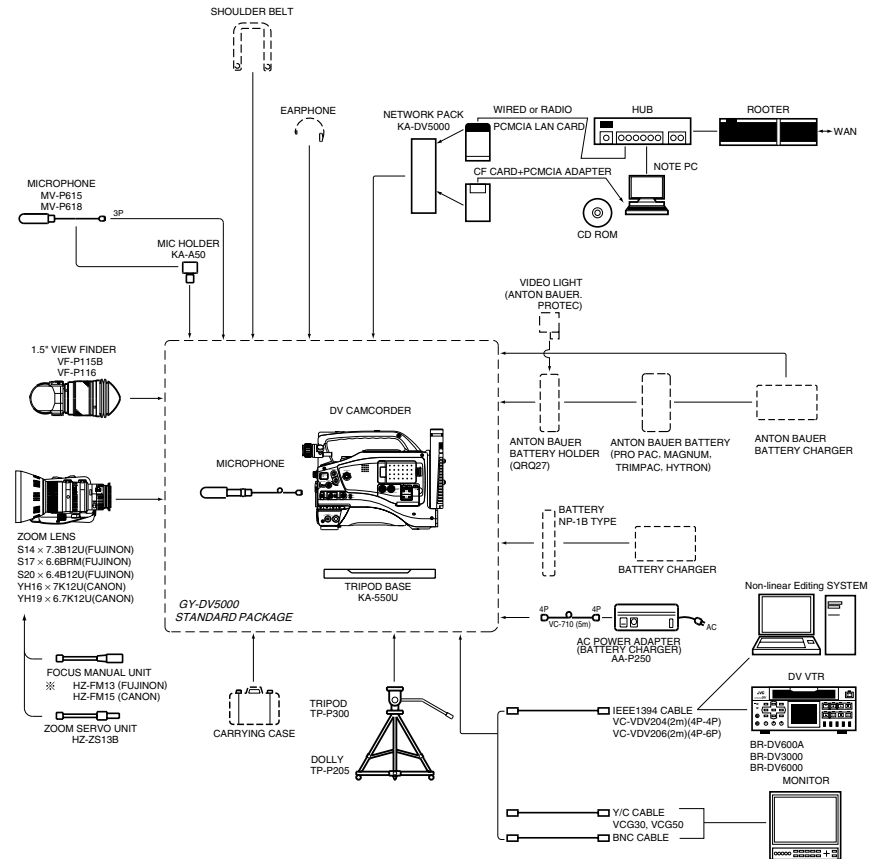 SHOULDER BELT
EARPHONE
NETWORK PACK
KA-DV5000
WIRED or RADIO
PCMCIA LAN CARD
HUB
ROOTER
WAN
CF CARD+PCMCIA ADAPTER
NOTE PC
CD ROM
MICROPHONE
MV-P615
MV-P618
3P
MIC HOLDER
KA-A50
VIDEO LIGHT
(ANTON BAUER.
PROTEC)
1.5" VIEW FINDER
VF-P115B
VF-P116
DV CAMCORDER
MICROPHONE
ANTON BAUER
BATTERY HOLDER
(QRQ27)
ANTON BAUER BATTERY
(PRO PAC, MAGNUM,
TRIMPAC, HYTRON)
ANTON BAUER
BATTERY CHARGER
ZOOM LENS
S14 × 7.3B12U(FUJINON)
S17 × 6.6BRM(FUJINON)
S20 × 6.4B12U(FUJINON)
YH16 × 7K12U(CANON)
YH19 × 6.7K12U(CANON)
BATTERY
NP-1B TYPE
BATTERY CHARGER
TRIPOD BASE
KA-550U
GY-DV5000
STANDARD PACKAGE
4P
4P
VC-710 (5m)
AC
AC POWER ADAPTER
(BATTERY CHARGER)
AA-P250
Non-linear Editing SYSTEM
FOCUS MANUAL UNIT
※ HZ-FM13 (FUJINON)
HZ-FM15 (CANON)
ZOOM SERVO UNIT
HZ-ZS13B
CARRYING CASE
TRIPOD
TP-P300
DOLLY
TP-P205
IEEE1394 CABLE
VC-VDV204(2m)(4P-4P)
VC-VDV206(2m)(4P-6P)
DV VTR
JVC
BR-DV600A
BR-DV3000
BR-DV6000
MONITOR
Y/C CABLE
VCG30, VCG50
BNC CABLE